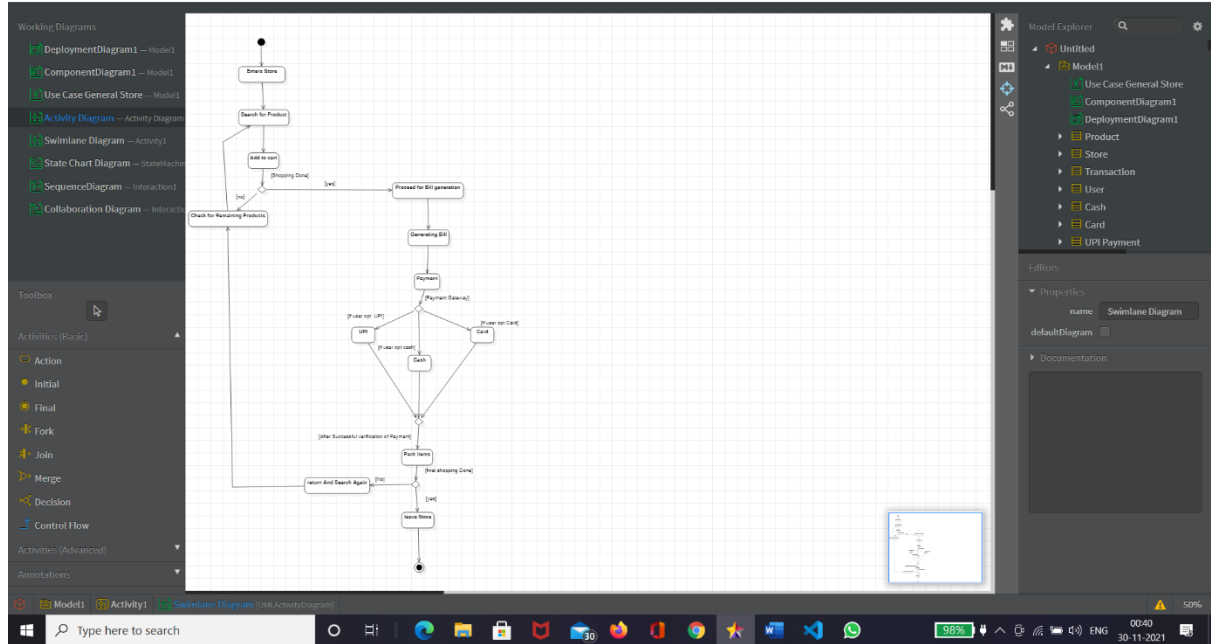 Working Diagrams
DeploymentDiagram1 — Model1
ComponentDiagram1 — Model1
Use Case General Store — Model1
Activity Diagram — Activity Diagram
Swimlane Diagram — Activity1
State Chart Diagram — StateMachin
SequenceDiagram — Interaction1
Collaboration Diagram — Interactio
Toolbox
Activities (Basic)
Action
Initial
Final
Fork
Join
Merge
Decision
Control Flow
Activities (Advanced)
Annotations
Enters Store
Search for Product
Add to cart
[Shopping Done]
[yes]
[no]
Proceed for Bill generation
Check for Remaining Products
Generating Bill
Payment
[Payment Gateway]
[If user opt UPI]
[If user opt Card]
UPI
Card
[If user opt cash]
Cash
[After Successful verification of Payment]
Pack Items
[final shopping Done]
[No]
return And Search Again
[yes]
leave Store
Model Explorer
Untitled
Model1
Use Case General Store
ComponentDiagram1
DeploymentDiagram1
Product
Store
Transaction
User
Cash
Card
UPI Payment
Editors
Properties
name Swimlane Diagram
defaultDiagram
Documentation
Model1 Activity1 Swimlane Diagram [UMLActivityDiagram]
50%
Type here to search
30
98%
ENG
00:40
30-11-2021